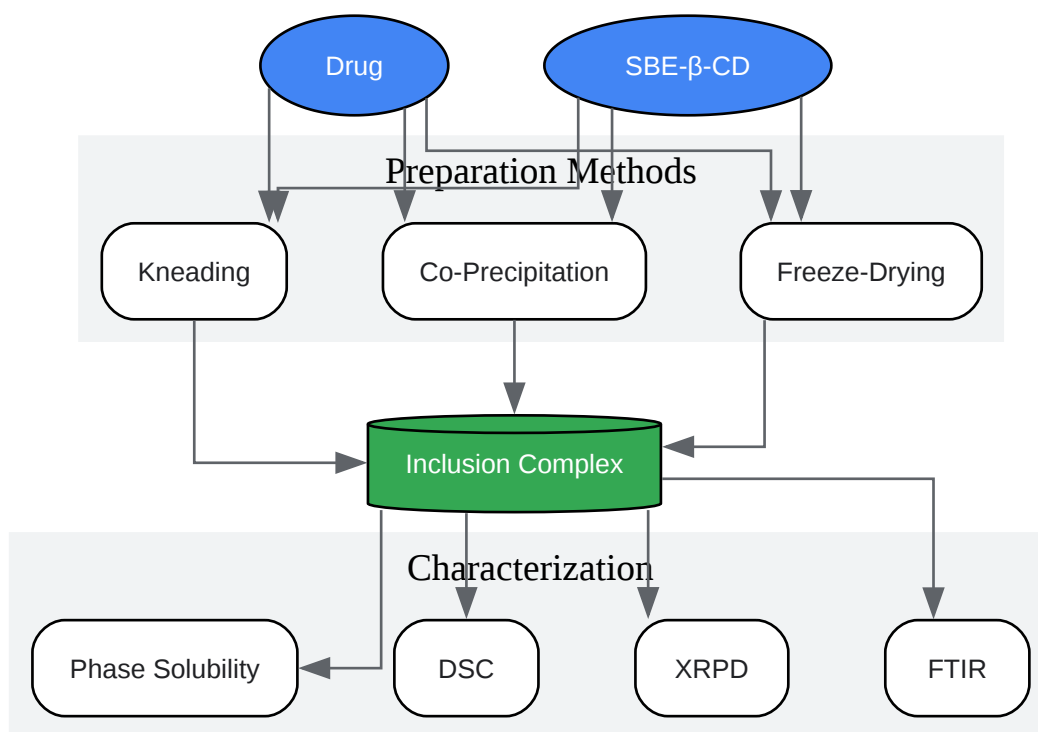 Drug
SBE-β-CD
Preparation Methods
Kneading
Co-Precipitation
Freeze-Drying
Inclusion Complex
Characterization
Phase Solubility
DSC
XRPD
FTIR